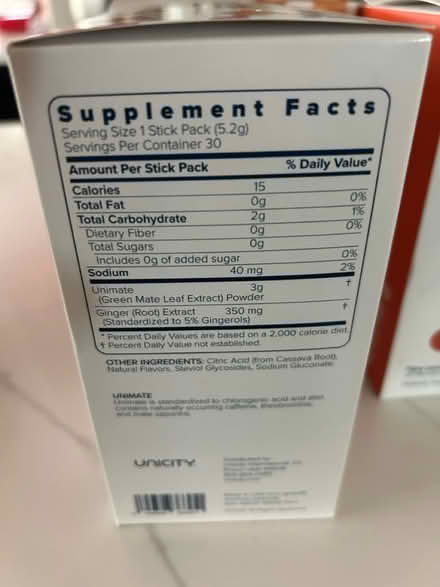 Supplement Facts
Serving Size 1 Stick Pack (5.2g)
Servings Per Container 30
Amount Per Stick Pack % Daily Value*
Calories 15
Total Fat 0g 0%
Total Carbohydrate 2g 1%
Dietary Fiber 0g 0%
Total Sugars 0g
Includes 0g of added sugar 0%
Sodium 40 mg 2%
Unimate 3g †
(Green Mate Leaf Extract) Powder
Ginger (Root) Extract 350 mg †
(Standardized to 5% Gingerols)
* Percent Daily Values are based on a 2,000 calorie diet.
† Percent Daily Value not established.
OTHER INGREDIENTS: Citric Acid (from Cassava Root),
Natural Flavors, Steviol Glycosides, Sodium Gluconate.
UNIMATE
Unimate is standardized to chlorogenic acid and
contains naturally occurring caffeine, theobromine,
and mate saponins.
UNICITY
Distributed by